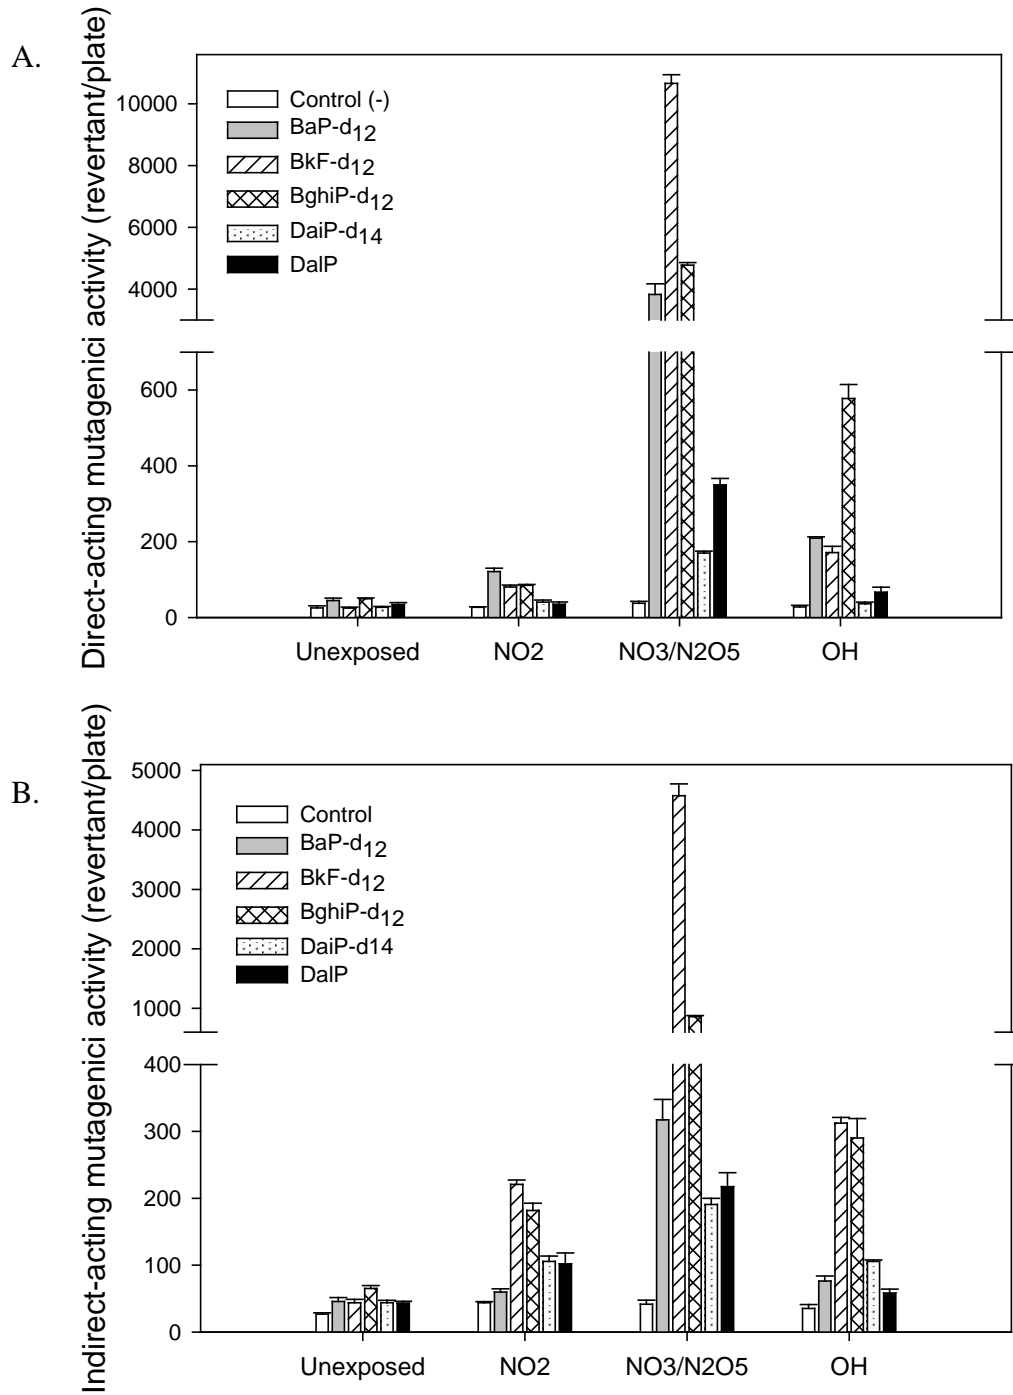 A.
Direct-acting mutagenici activity (revertant/plate)
10000
8000
6000
4000
600
400
200
0
Control (-)
BaP-d12
BkF-d12
BghiP-d12
DaiP-d14
DalP
Unexposed NO2 NO3/N2O5 OH
B.
Indirect-acting mutagenici activity (revertant/plate)
5000
4000
3000
2000
1000
400
300
200
100
0
Control
BaP-d12
BkF-d12
BghiP-d12
DaiP-d14
DalP
Unexposed NO2 NO3/N2O5 OH